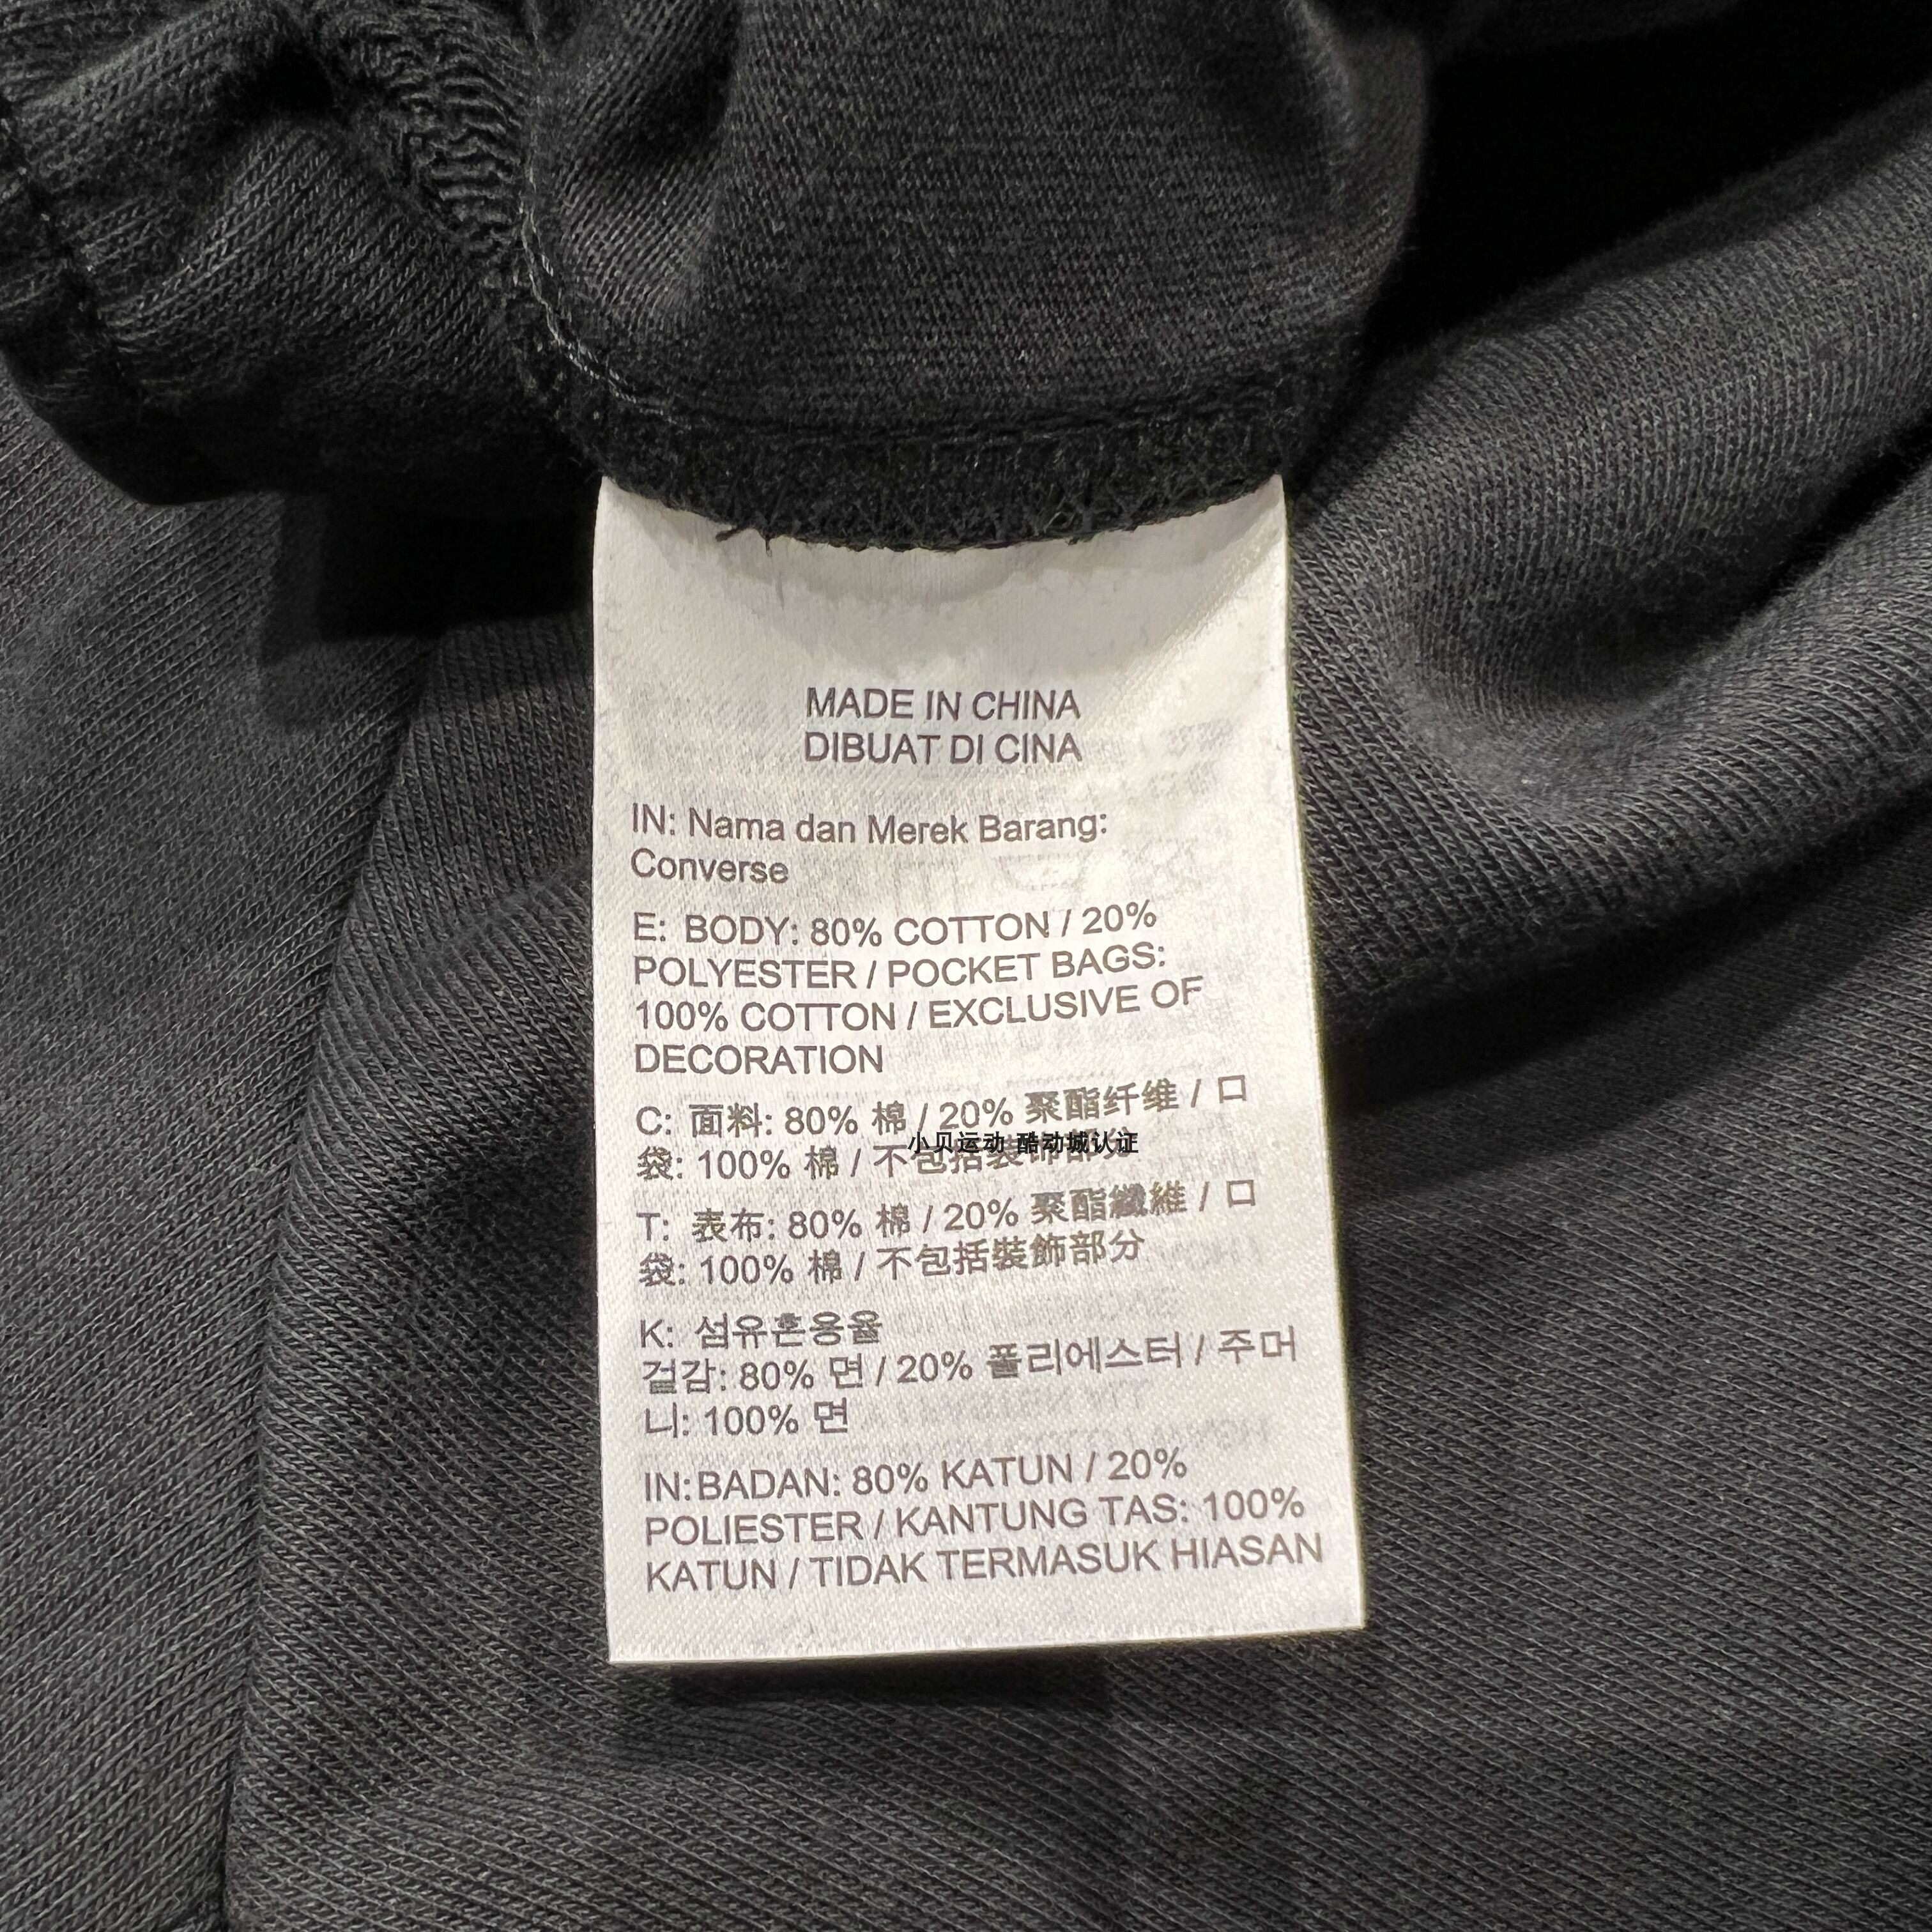 MADE IN CHINA
DIBUAT DI CINA
IN: Nama dan Merek Barang:
Converse
E: BODY: 80% COTTON / 20%
POLYESTER / POCKET BAGS:
100% COTTON / EXCLUSIVE OF
DECORATION
C: 面料: 80% 棉 / 20% 聚酯纤维 / 口
小贝运动 酷动城认证
袋: 100% 棉 / 不包括装饰部分
T: 表布: 80% 棉 / 20% 聚酯纖維 / 口
袋: 100% 棉 / 不包括裝飾部分
K: 섬유혼용율
겉감: 80% 면 / 20% 폴리에스터 / 주머
니: 100% 면
IN:BADAN: 80% KATUN / 20%
POLIESTER / KANTUNG TAS: 100%
KATUN / TIDAK TERMASUK HIASAN